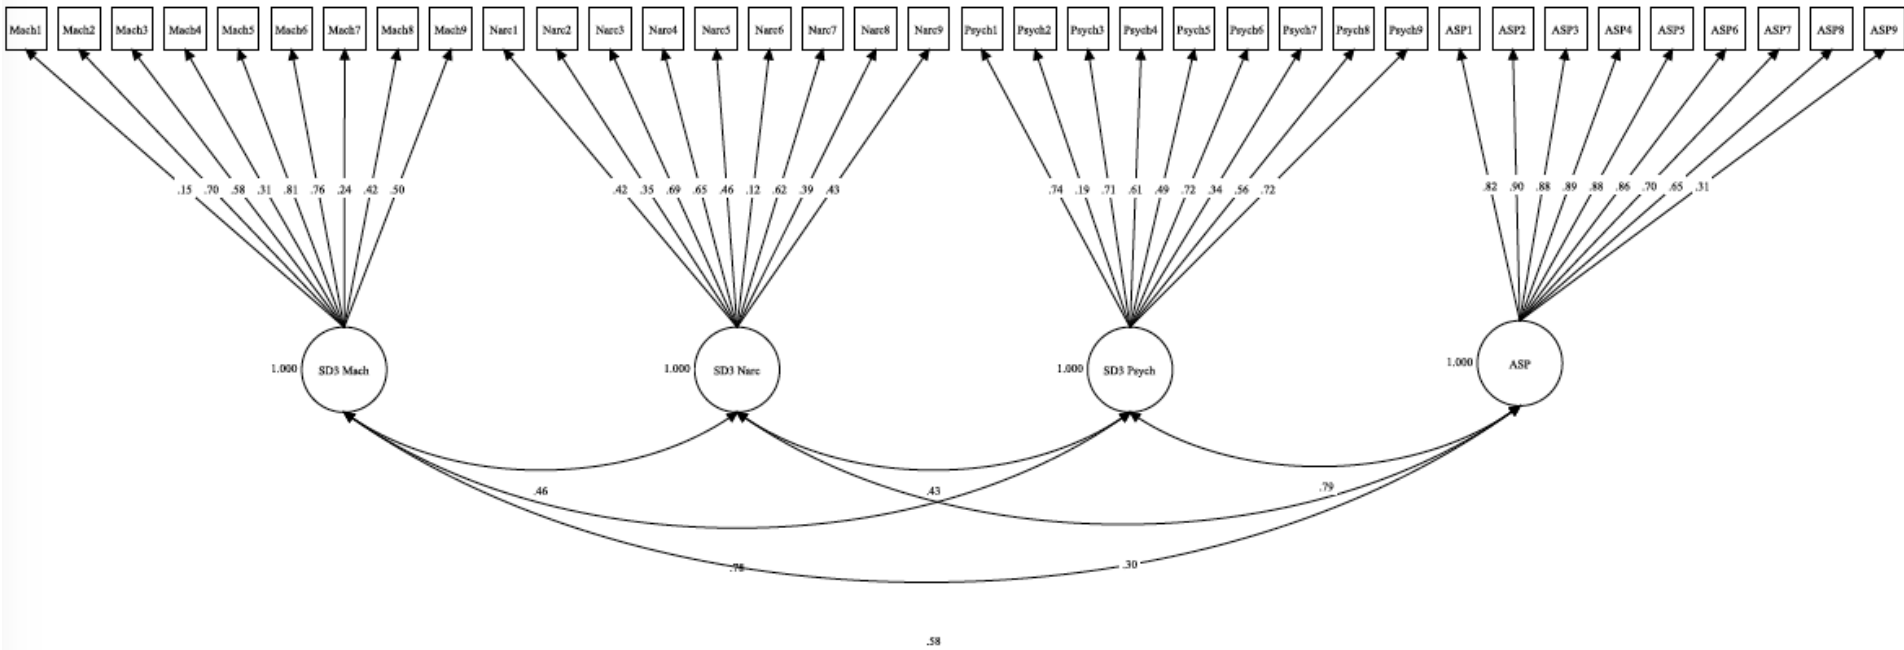 Mach1 Mach2 Mach3 Mach4 Mach5 Mach6 Mach7 Mach8 Mach9 Narc1 Narc2 Narc3 Narc4 Narc5 Narc6 Narc7 Narc8 Narc9 Psych1 Psych2 Psych3 Psych4 Psych5 Psych6 Psych7 Psych8 Psych9 ASP1 ASP2 ASP3 ASP4 ASP5 ASP6 ASP7 ASP8 ASP9
.15 .70 .58 .31 .81 .76 .24 .42 .50 .42 .35 .69 .65 .46 .12 .62 .39 .43 .74 .19 .71 .61 .49 .72 .34 .56 .72 .82 .90 .88 .89 .88 .86 .70 .65 .31
1.000 SD3 Mach 1.000 SD3 Narc 1.000 SD3 Psych 1.000 ASP
.46 .43 .79
.30
.58